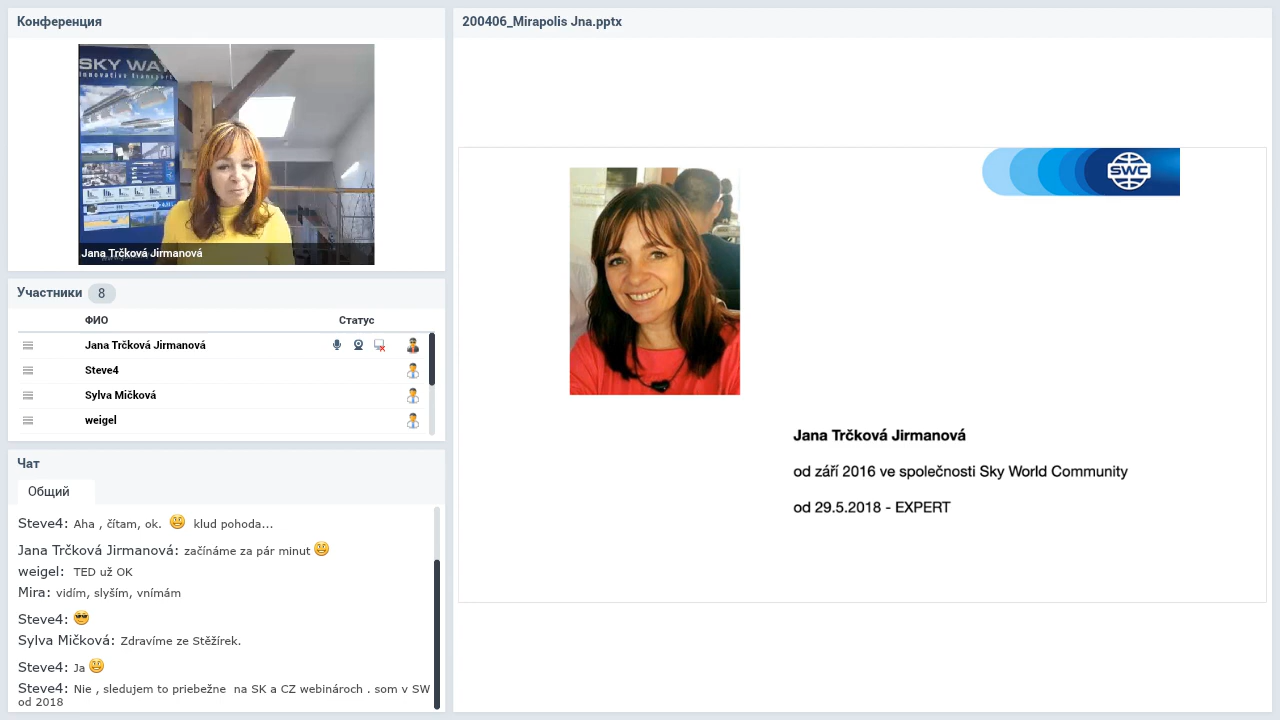 Конференция
SKY WAY
Innovative Transport
Jana Trčková Jirmanová
Участники 8
ФИО Статус
Jana Trčková Jirmanová
Steve4
Sylva Mičková
weigel
Чат
Общий
Steve4: Aha , čítam, ok. klud pohoda...
Jana Trčková Jirmanová: začínáme za pár minut
weigel: TED už OK
Mira: vidím, slyším, vnímám
Steve4:
Sylva Mičková: Zdravíme ze Stěžírek.
Steve4: Ja
Steve4: Nie , sledujem to priebežne na SK a CZ webinároch . som v SW
od 2018
200406_Mirapolis Jna.pptx
SWC
Jana Trčková Jirmanová
od září 2016 ve společnosti Sky World Community
od 29.5.2018 - EXPERT